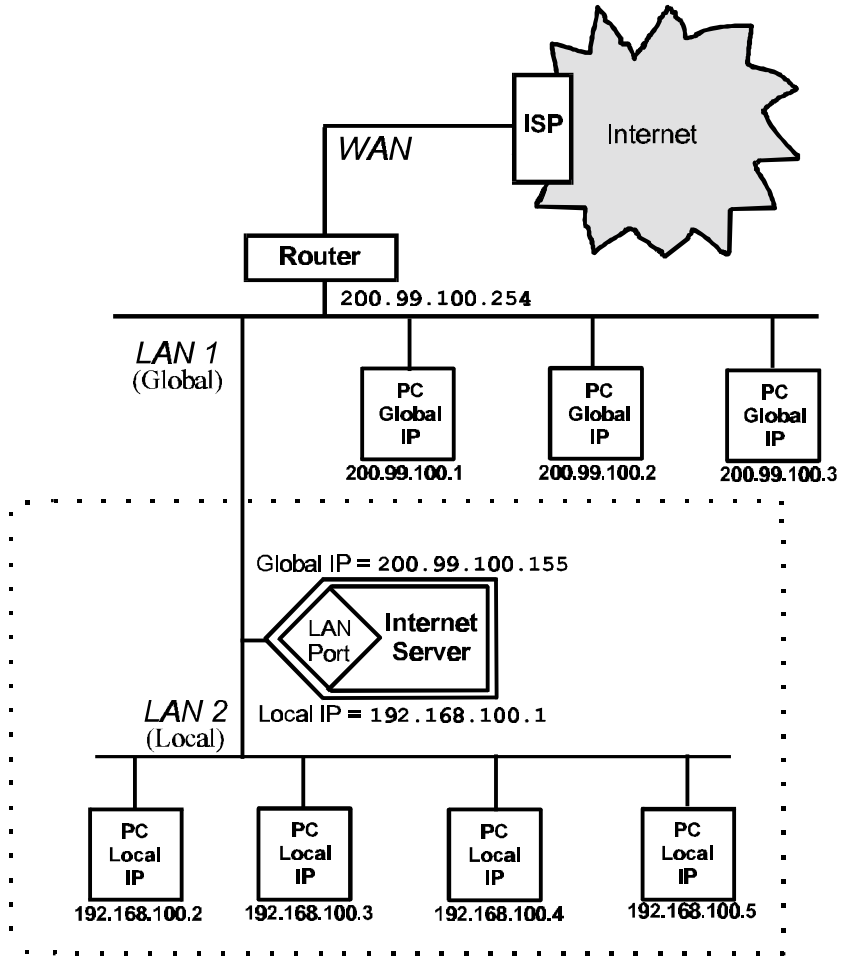 ISP
Internet
WAN
Router
200.99.100.254
LAN 1
(Global)
PC
Global
IP
200.99.100.1
PC
Global
IP
200.99.100.2
PC
Global
IP
200.99.100.3
Global IP = 200.99.100.155
LAN
Port
Internet
Server
Local IP = 192.168.100.1
LAN 2
(Local)
PC
Local
IP
192.168.100.2
PC
Local
IP
192.168.100.3
PC
Local
IP
192.168.100.4
PC
Local
IP
192.168.100.5